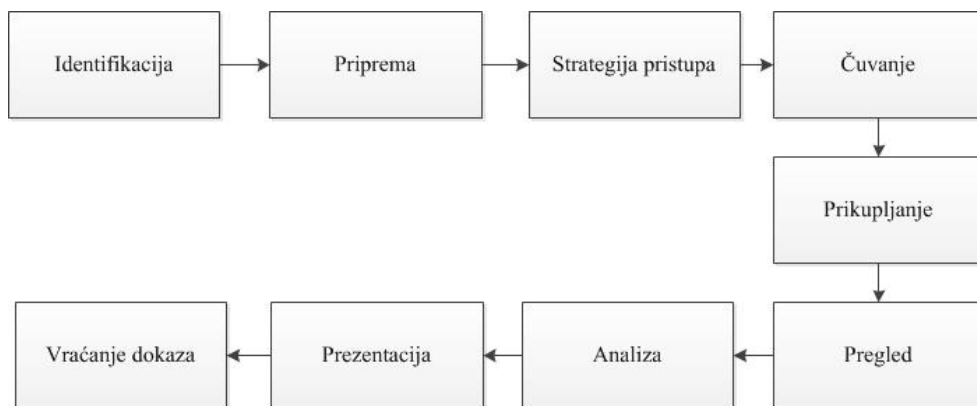 Identifikacija
Priprema
Strategija pristupa
Čuvanje
Prikupljanje
Pregled
Analiza
Prezentacija
Vraćanje dokaza